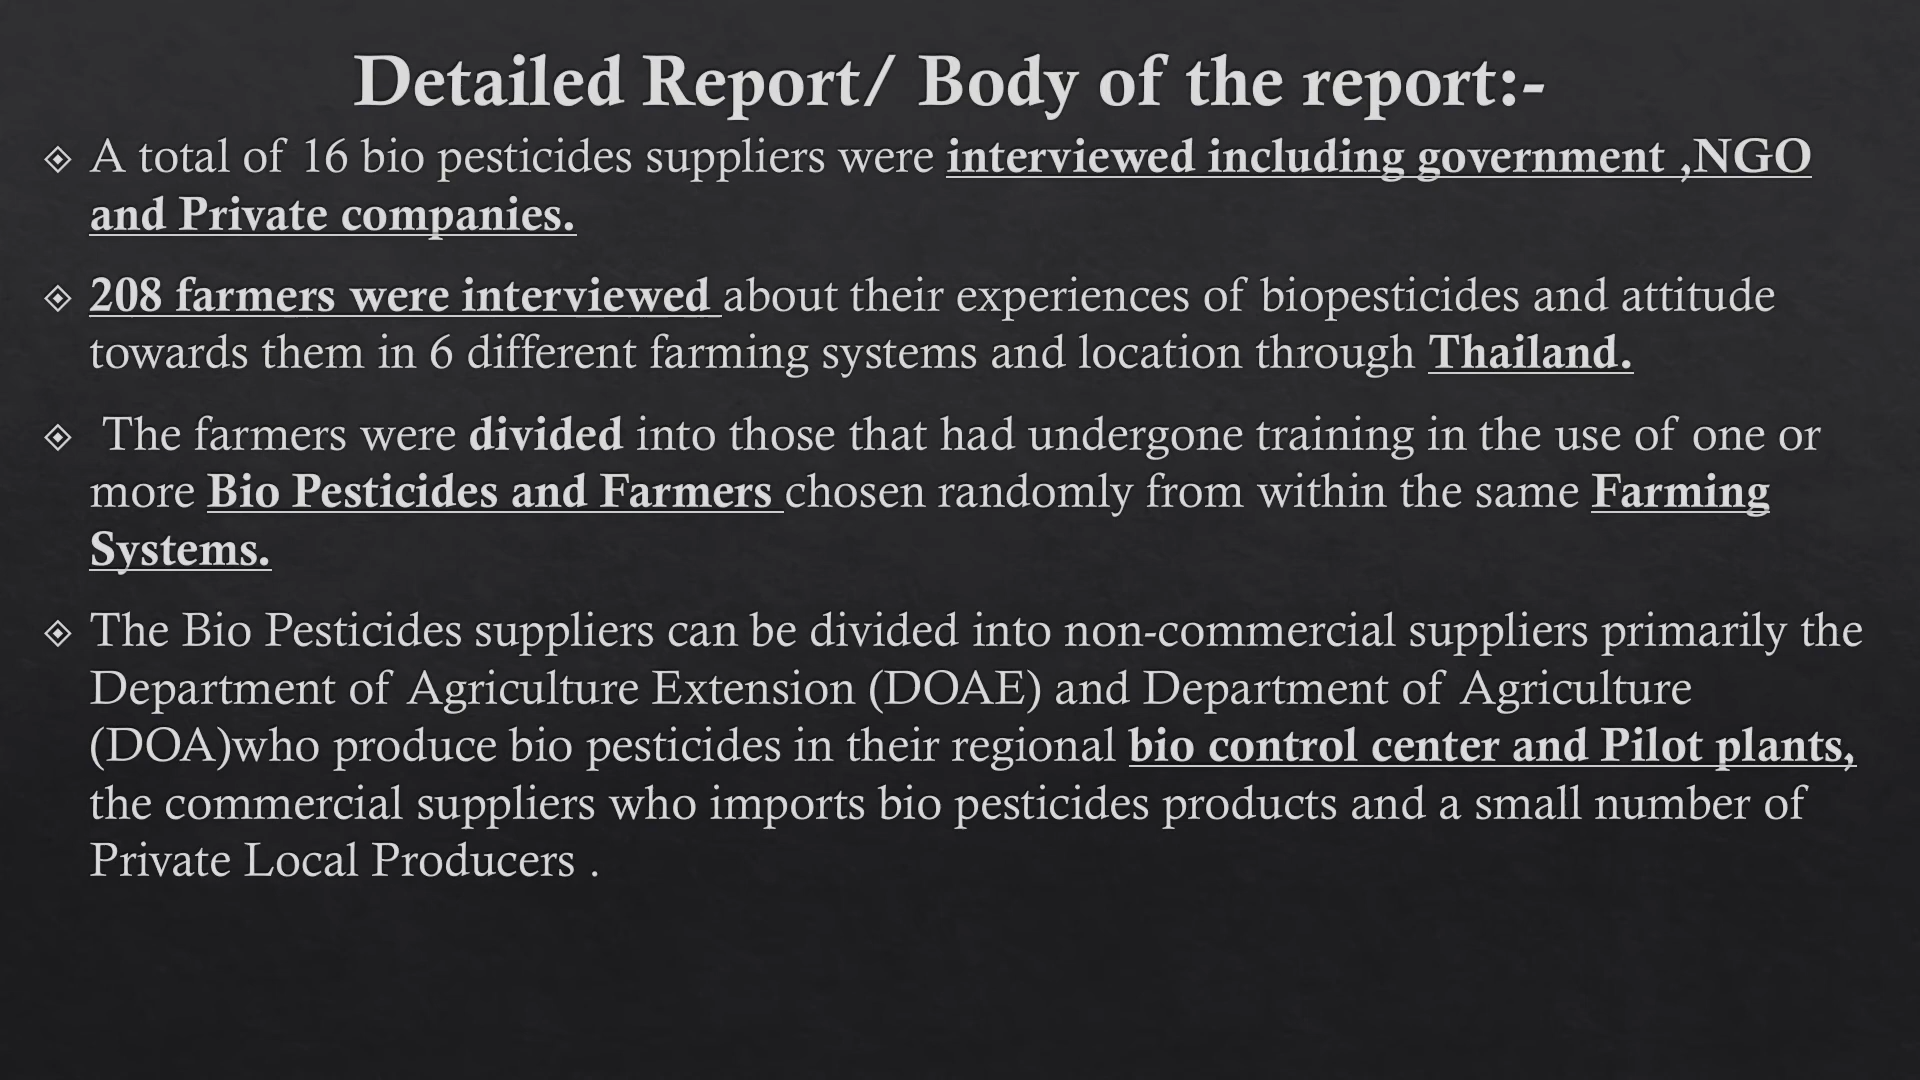 Detailed Report/ Body of the report:-
A total of 16 bio pesticides suppliers were interviewed including government ,NGO
and Private companies.
208 farmers were interviewed about their experiences of biopesticides and attitude
towards them in 6 different farming systems and location through Thailand.
The farmers were divided into those that had undergone training in the use of one or
more Bio Pesticides and Farmers chosen randomly from within the same Farming
Systems.
The Bio Pesticides suppliers can be divided into non-commercial suppliers primarily the
Department of Agriculture Extension (DOAE) and Department of Agriculture
(DOA)who produce bio pesticides in their regional bio control center and Pilot plants,
the commercial suppliers who imports bio pesticides products and a small number of
Private Local Producers .